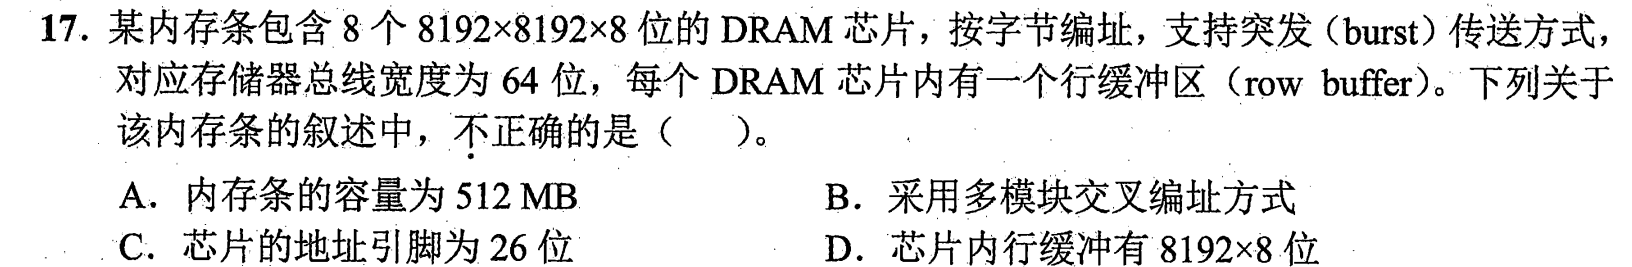 17. 某内存条包含 8 个 8192×8192×8 位的 DRAM 芯片，按字节编址，支持突发（burst）传送方式，
对应存储器总线宽度为 64 位，每个 DRAM 芯片内有一个行缓冲区（row buffer）。下列关于
该内存条的叙述中，不正确的是（ ）。
A. 内存条的容量为 512 MB B. 采用多模块交叉编址方式
C. 芯片的地址引脚为 26 位 D. 芯片内行缓冲有 8192×8 位